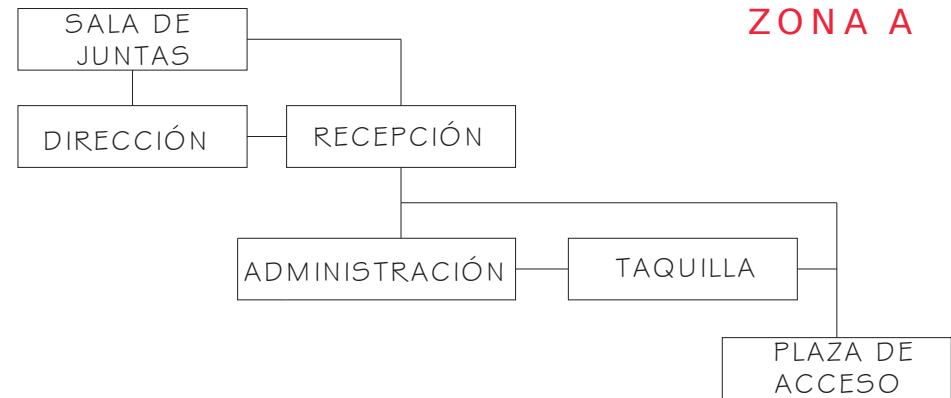 ZONA A
SALA DE
JUNTAS
DIRECCIÓN
RECEPCIÓN
ADMINISTRACIÓN
TAQUILLA
PLAZA DE
ACCESO